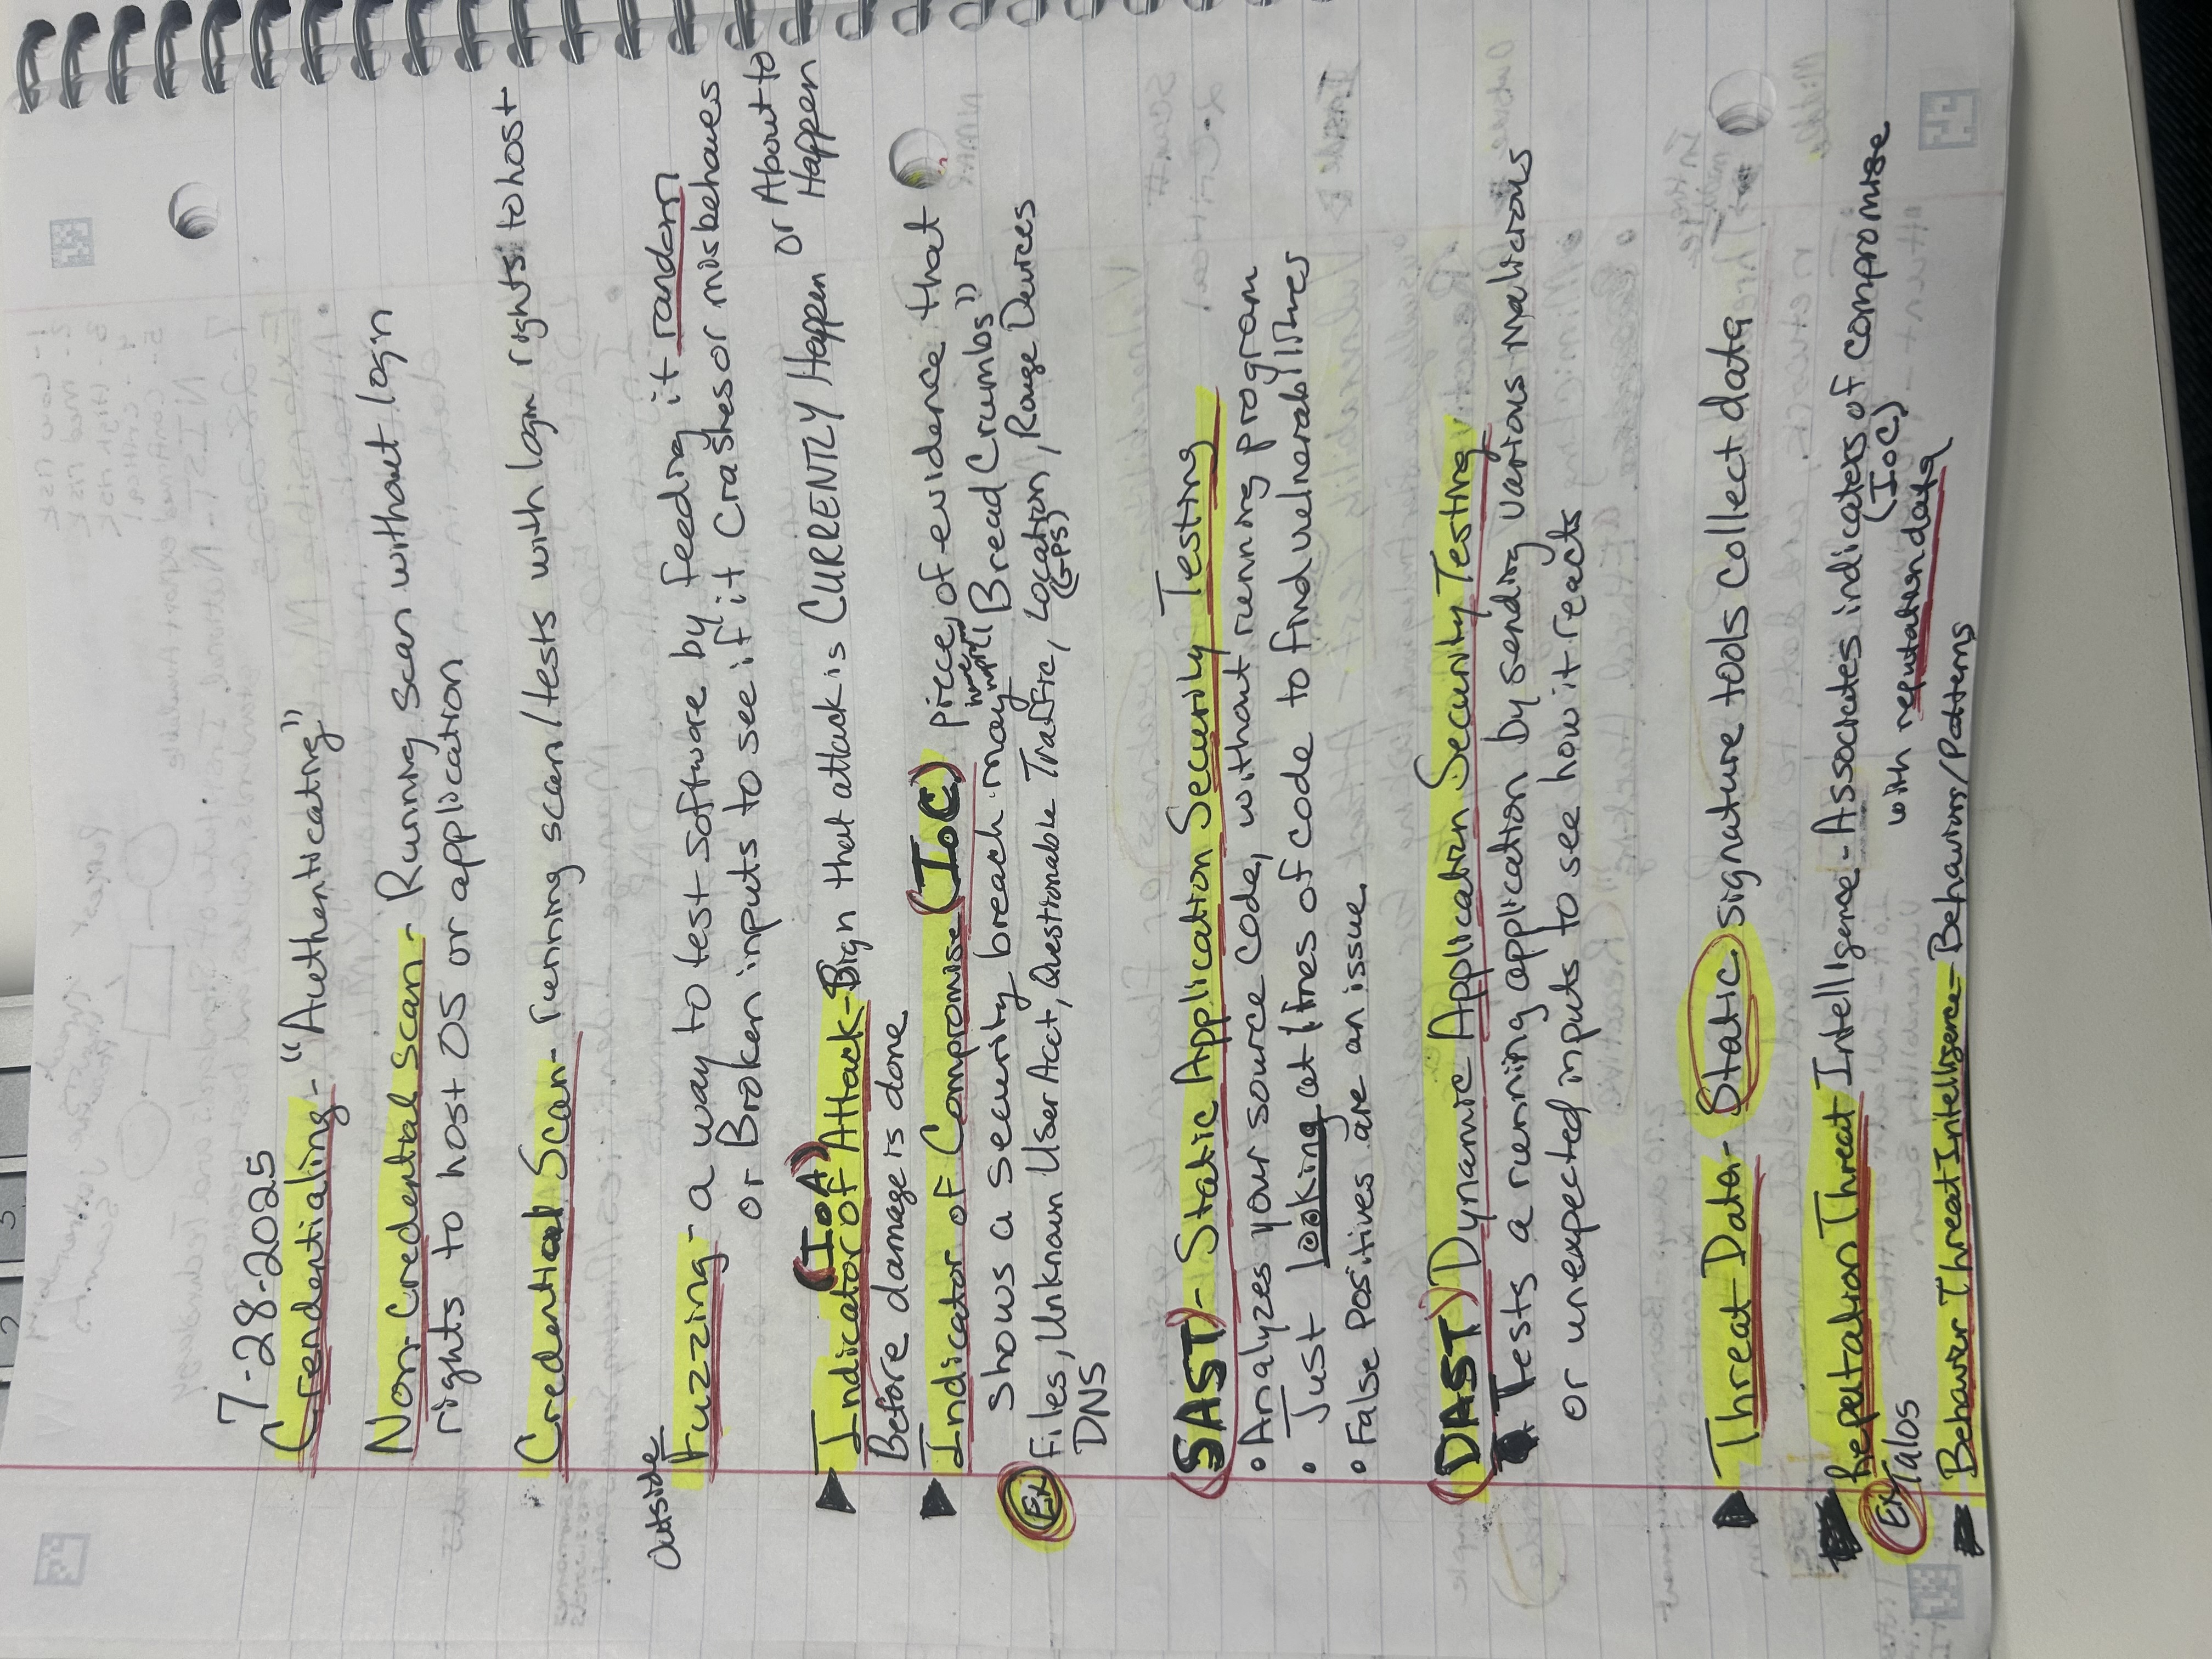 7-28-2025
Crendentialing - "Authenticatng"
Non-Credential scan - Running scan without login
rights to host OS or application
Credential Scan - running scan/tests with login rights to host
Outside
Fuzzing - a way to test software by feeding it random
or Broken inputs to see if it Crashes or misbehaves
(IoA)
Indicator of Attack - Sign that attack is CURRENTLY Happen or About to
Happen
Before damage is done
Indicator of Compromise (IoC) piece of evidence that
shows a security breach may have "Bread Crumbs"
Ex Files, Unknown User Acct, Questionable Traffic, Location, Rouge Devices
(GPS)
DNS
(SAST) - Static Application Security Testing
• Analyzes your source code, without running program
• Just looking at lines of code to find vulnerabilities
• False Positives are an issue
(DAST) Dynamic Application Security Testing
Tests a running application by sending various malicious
or unexpected inputs to see how it reacts
Threat Data - Static signature tools collect data
Reputation Threat Intelligence - Associates indicaters of compromise
(IoC)
Ex Talos
with reputation data
Behavior Threat Intelligence - Behaviors/Patterns